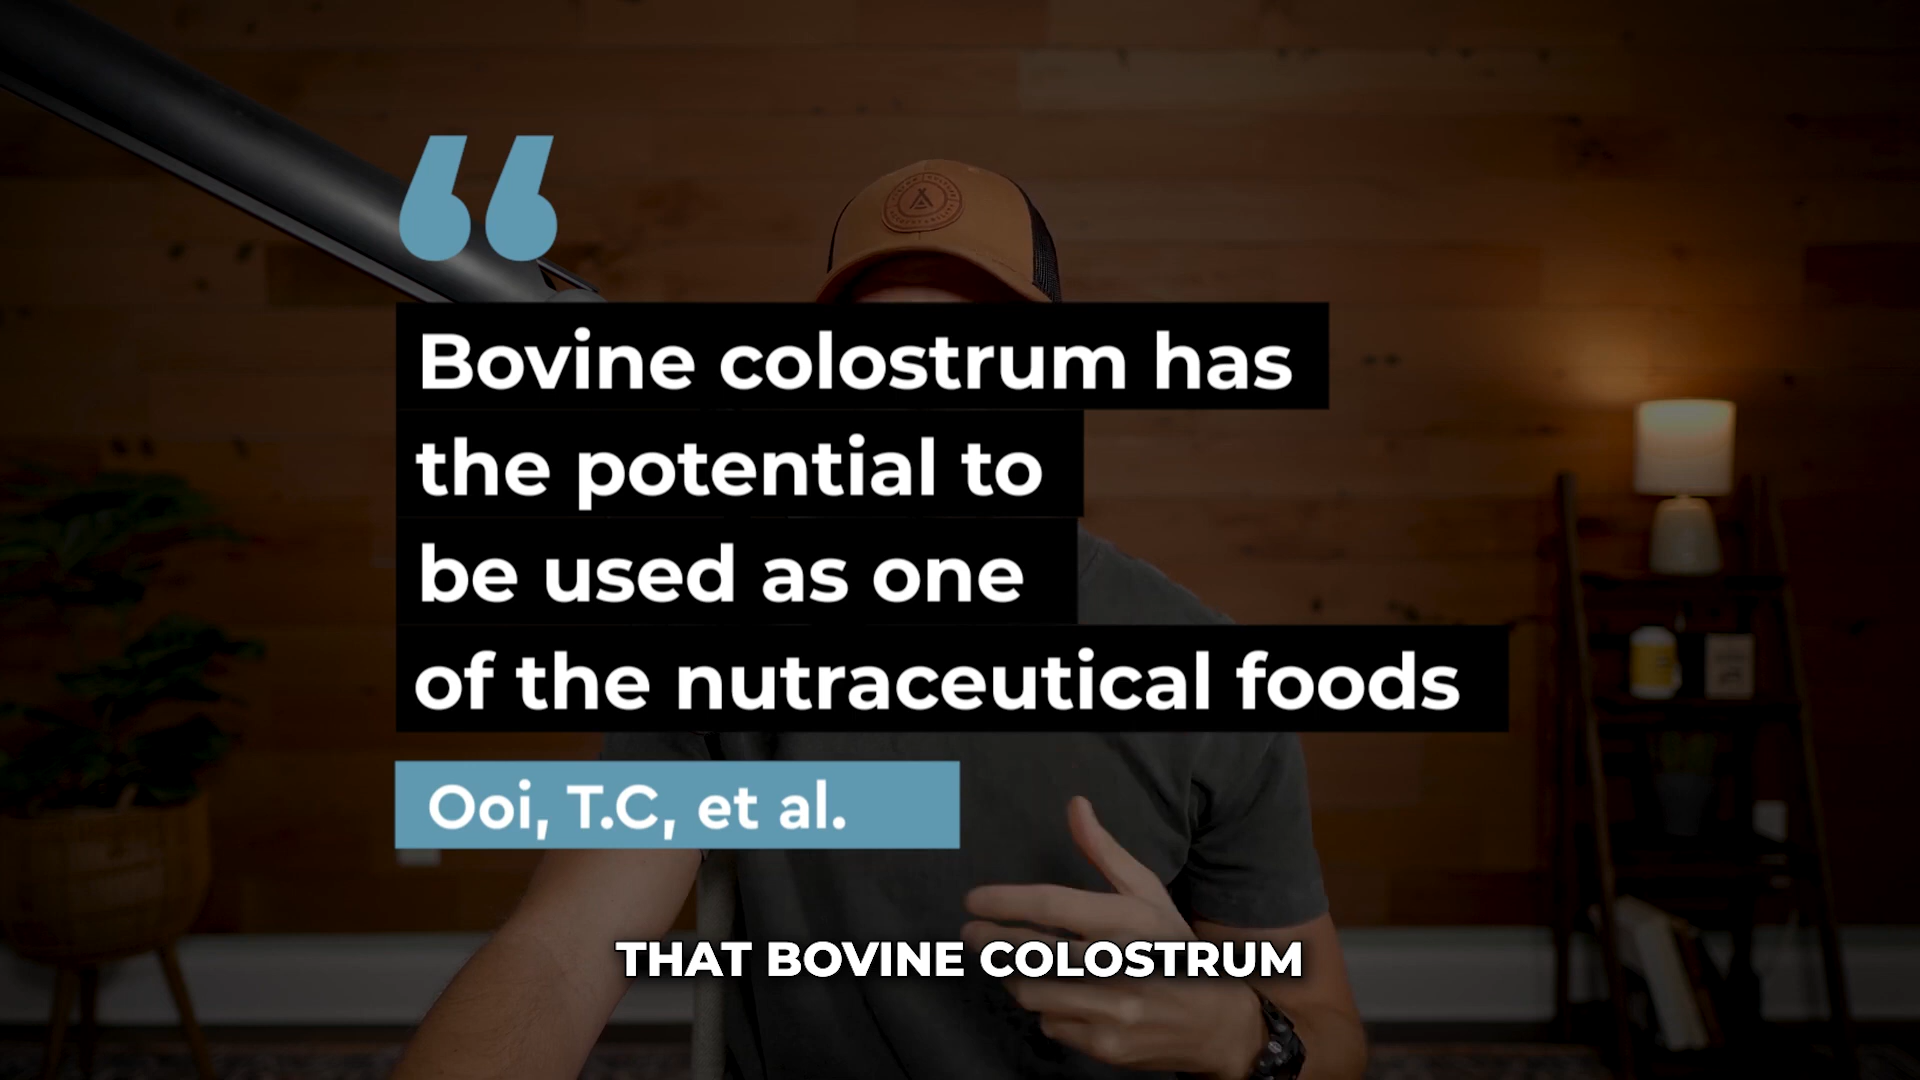 “
Bovine colostrum has
the potential to
be used as one
of the nutraceutical foods
Ooi, T.C, et al.
THAT BOVINE COLOSTRUM